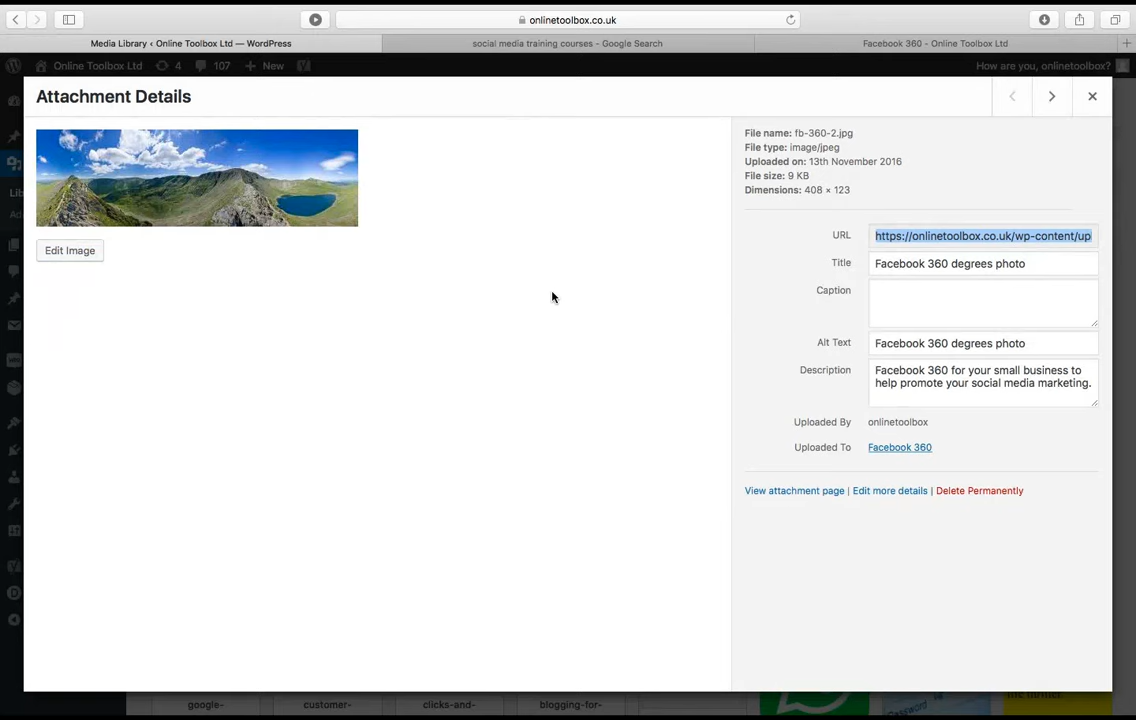 onlinetoolbox.co.uk
Media Library ‹ Online Toolbox Ltd — WordPress
social media training courses - Google Search
Facebook 360 - Online Toolbox Ltd
Online Toolbox Ltd
4
107
New
How are you, onlinetoolbox?
Attachment Details
File name: fb-360-2.jpg
File type: image/jpeg
Uploaded on: 13th November 2016
File size: 9 KB
Dimensions: 408 × 123
URL https://onlinetoolbox.co.uk/wp-content/up
Title Facebook 360 degrees photo
Caption
Alt Text Facebook 360 degrees photo
Description Facebook 360 for your small business to
help promote your social media marketing.
Uploaded By onlinetoolbox
Uploaded To Facebook 360
View attachment page | Edit more details | Delete Permanently
Edit Image
Lib
Ad
google-
customer-
clicks-and-
blogging-for-
Password